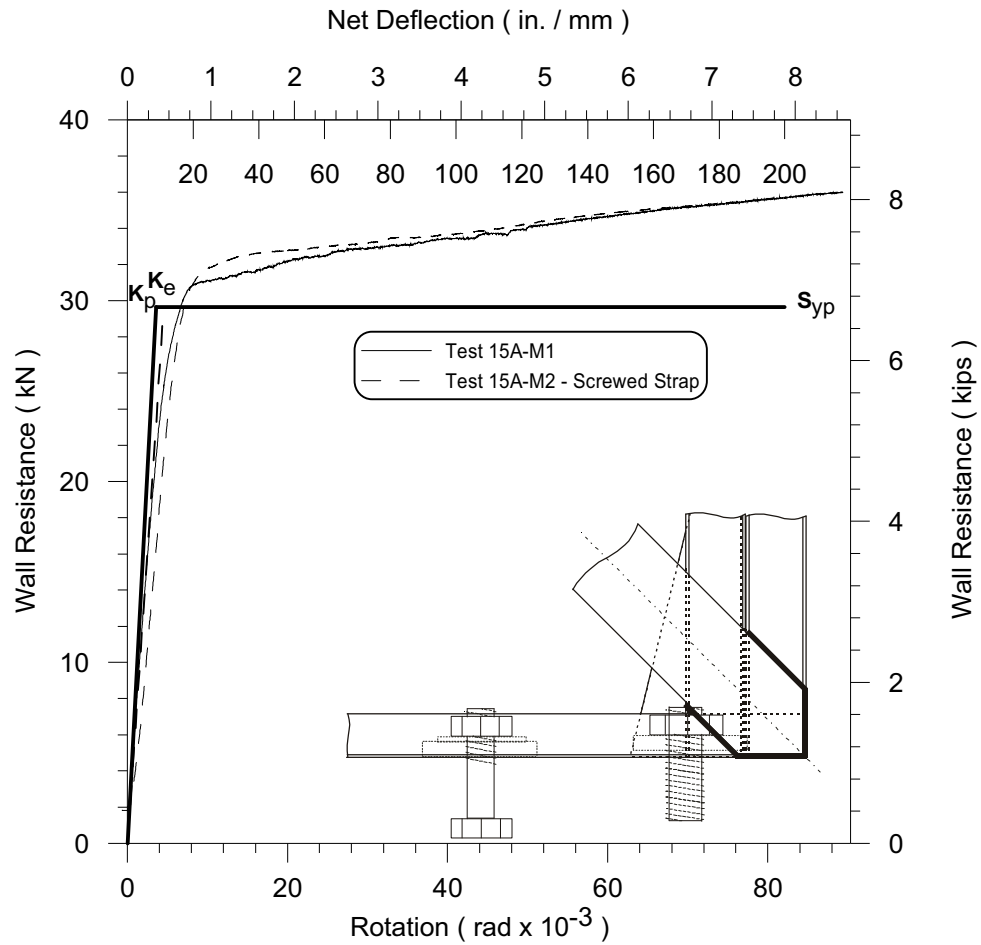 Net Deflection ( in. / mm )
0 1 2 3 4 5 6 7 8
40
20 40 60 80 100 120 140 160 180 200
8
Kp Ke
30
Syp
Test 15A-M1
6
Test 15A-M2 - Screwed Strap
Wall Resistance ( kN )
Wall Resistance ( kips )
20
4
10
2
0
0
0 20 40 60 80
Rotation ( rad x 10-3 )